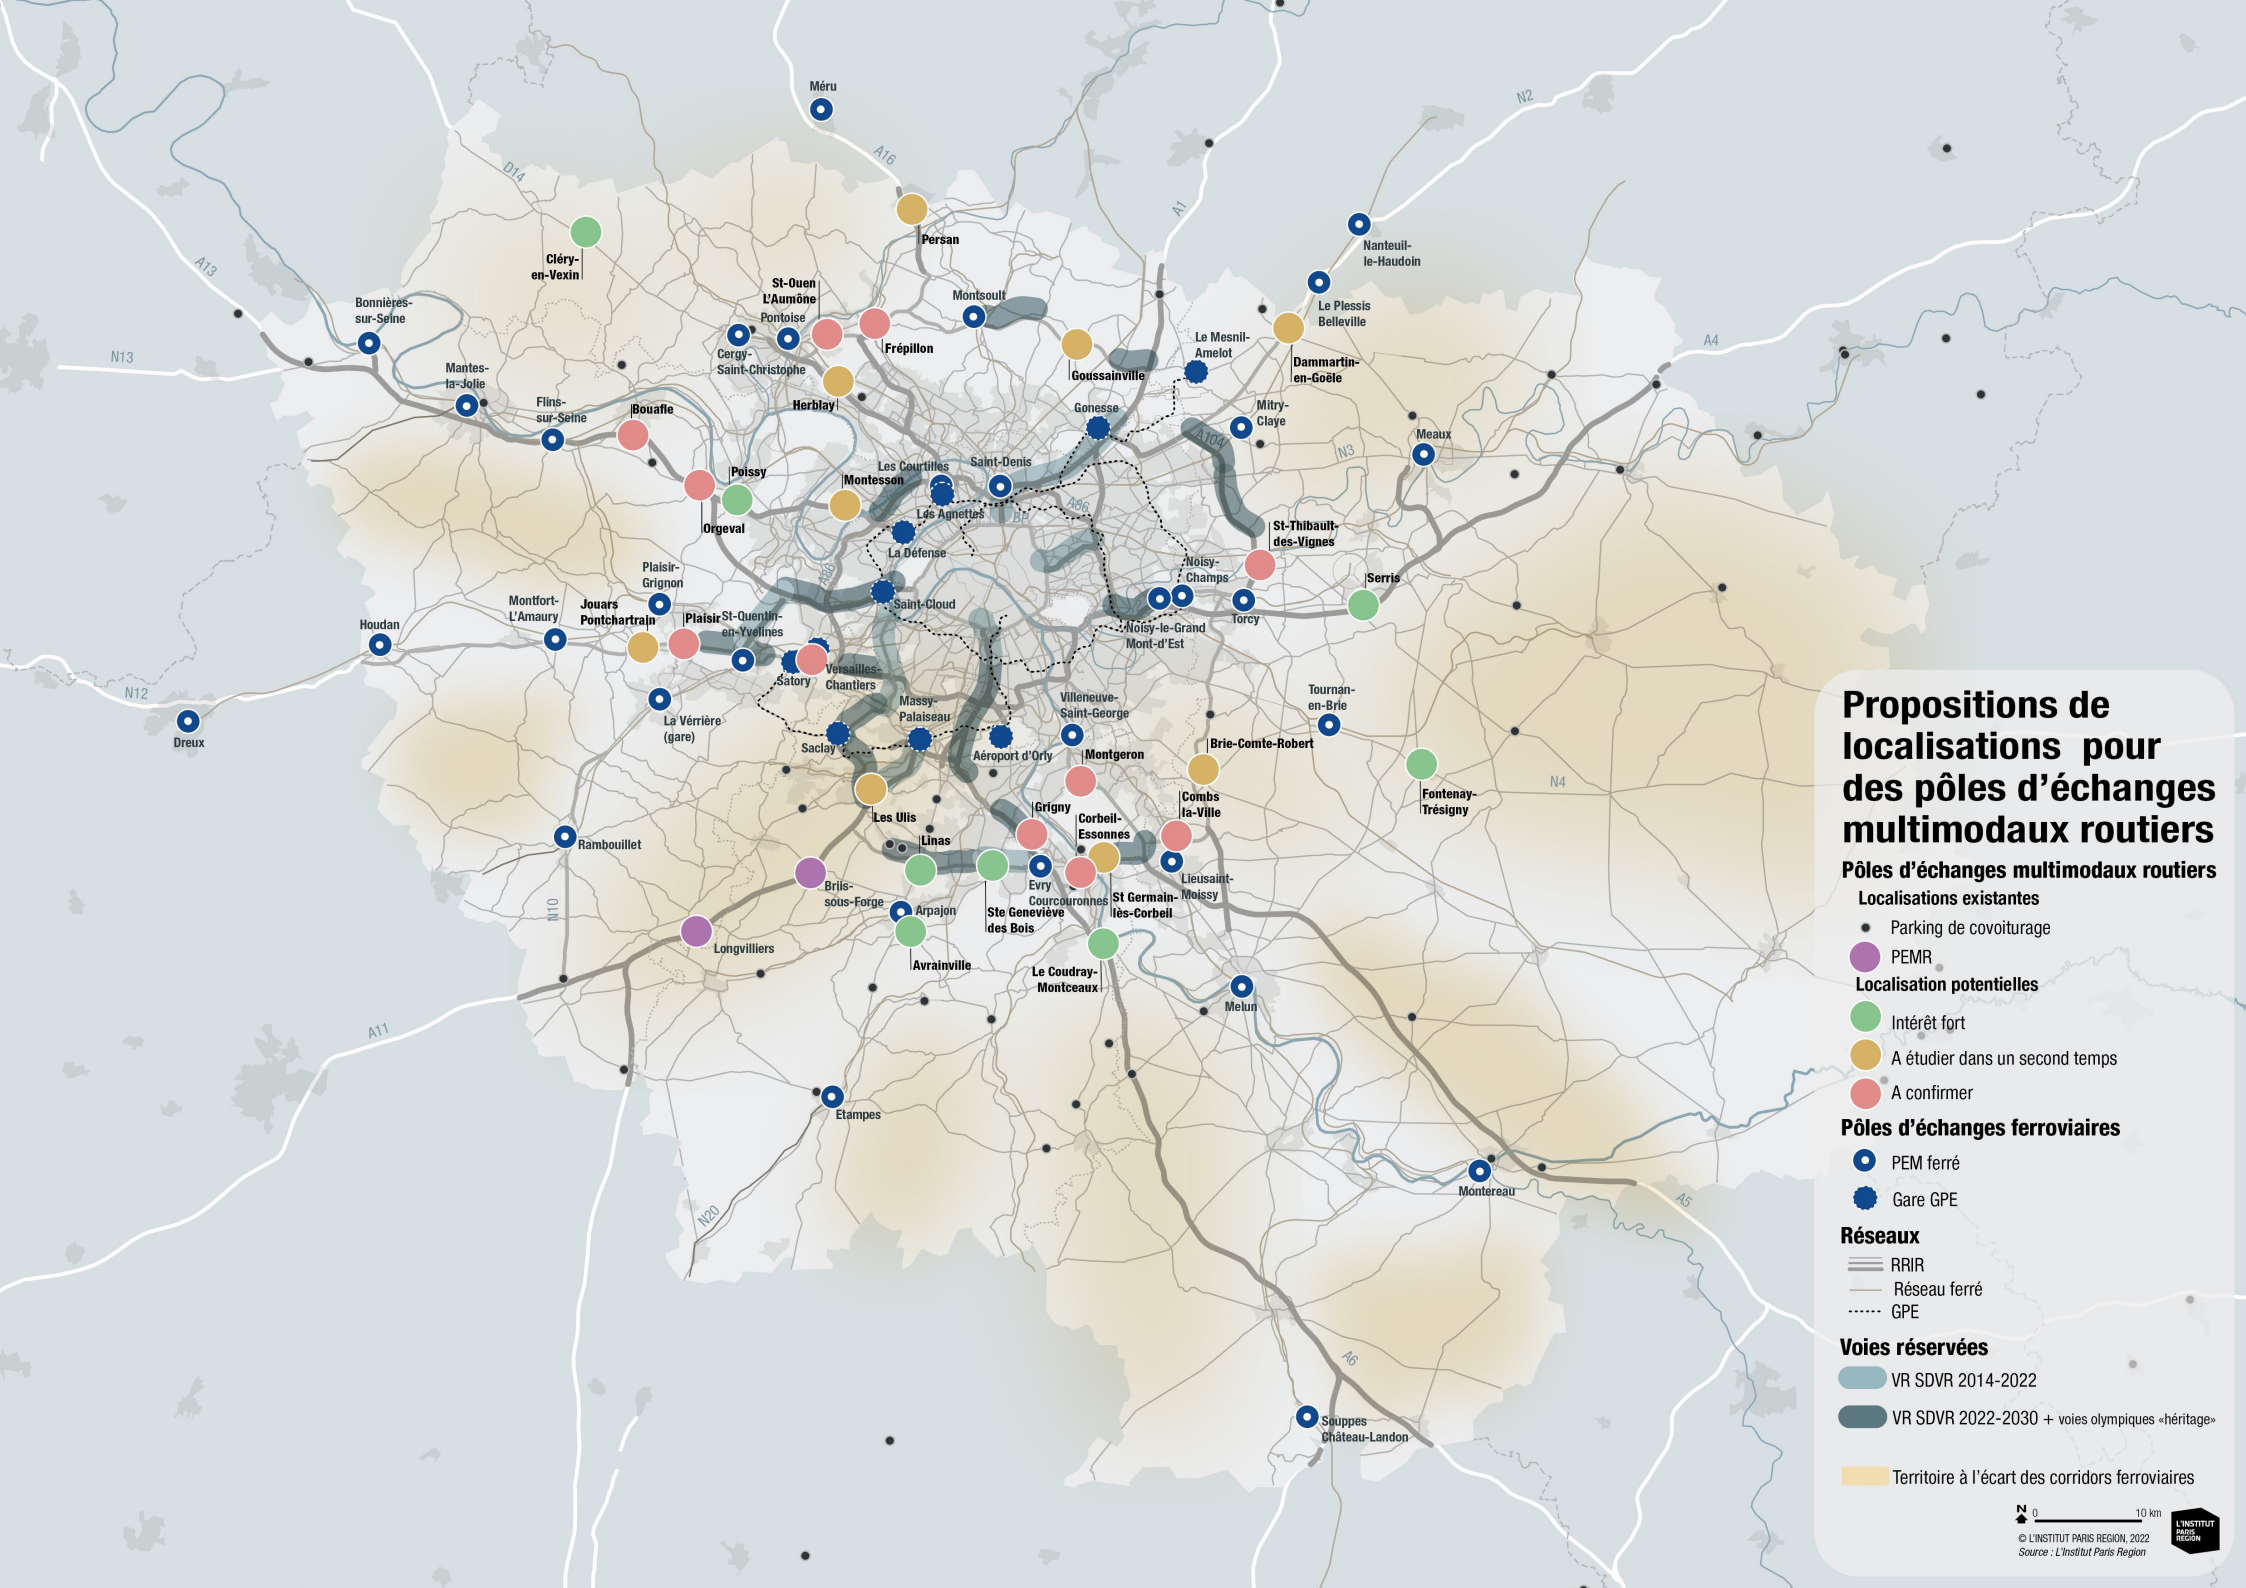 Méru
N2
A16
D14
A1
A13
Persan
Nanteuil-
le-Haudoin
Cléry-
en-Vexin
St-Ouen
L'Aumône
Pontoise
Montsoult
Le Plessis
Belleville
Bonnières-
sur-Seine
Frépillon
Le Mesnil-
Amelot
A4
N13
Cergy-
Saint-Christophe
Goussainville
Dammartin-
en-Goële
Mantes-
la-Jolie
Flins-
sur-Seine
Bouafle
Herblay
Gonesse
Mitry-
Claye
A104
Meaux
N3
Poissy
Les Courtilles
Saint-Denis
Montesson
Orgeval
Les Agnettes
BP
A86
St-Thibault-
des-Vignes
La Défense
Noisy-
Champs
Serris
Plaisir-
Grignon
A86
Montfort-
L'Amaury
Jouars
Pontchartrain
Plaisir
St-Quentin-
en-Yvelines
Saint-Cloud
Houdan
Noisy-le-Grand
Mont-d'Est
Torcy
Satory
Versailles-
Chantiers
N12
Dreux
La Vérrière
(gare)
Massy-
Palaiseau
Villeneuve-
Saint-George
Tournan-
en-Brie
Saclay
Aéroport d'Orly
Montgeron
Brie-Comte-Robert
N4
Fontenay-
Trésigny
Les Ulis
Grigny
Corbeil-
Essonnes
Combs
la-Ville
Linas
Rambouillet
N10
Briis-
sous-Forge
Arpajon
Evry
Courcouronnes
Ste Geneviève
des Bois
St Germain-
lès-Corbeil
Lieusaint-
Moissy
Longvilliers
Avrainville
Le Coudray-
Montceaux
Melun
A11
Etampes
N20
Montereau
A5
A6
Souppes
Château-Landon
Propositions de
localisations pour
des pôles d'échanges
multimodaux routiers
Pôles d'échanges multimodaux routiers
Localisations existantes
Parking de covoiturage
PEMR
Localisation potentielles
Intérêt fort
A étudier dans un second temps
A confirmer
Pôles d'échanges ferroviaires
PEM ferré
Gare GPE
Réseaux
RRIR
Réseau ferré
GPE
Voies réservées
VR SDVR 2014-2022
VR SDVR 2022-2030 + voies olympiques «héritage»
Territoire à l'écart des corridors ferroviaires
N 0 10 km
© L'INSTITUT PARIS REGION, 2022
Source : L'Institut Paris Region
L'INSTITUT
PARIS
REGION